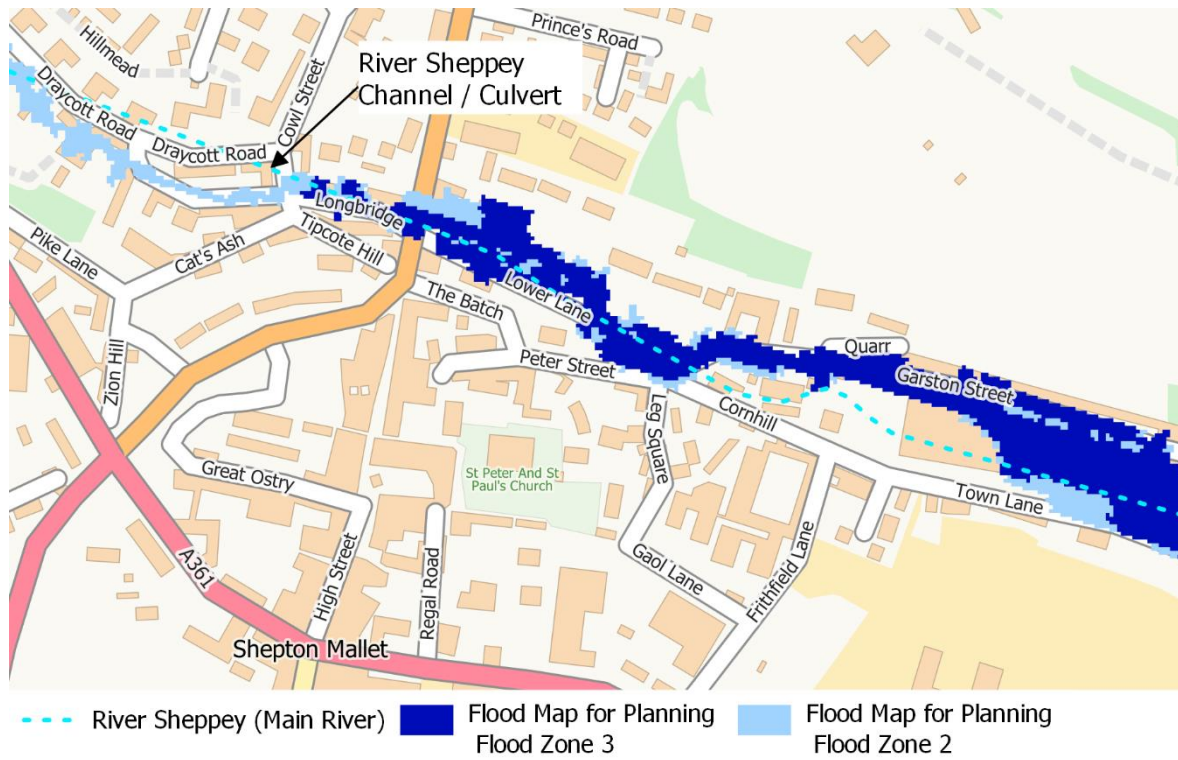 Prince's Road
Hillmead
River Sheppey
Channel / Culvert
Cowl Street
Draycott Road
Draycott Road
Longbridge
Tipcote Hill
Pike Lane
Cat's Ash
Lower Lane
The Batch
Zion Hill
Peter Street
Quarr
Garston Street
Leg Square
Cornhill
Great Ostry
St Peter And St
Paul's Church
Town Lane
A361
High Street
Regal Road
Gaol Lane
Frithfield Lane
Shepton Mallet
River Sheppey (Main River)
Flood Map for Planning
Flood Zone 3
Flood Map for Planning
Flood Zone 2